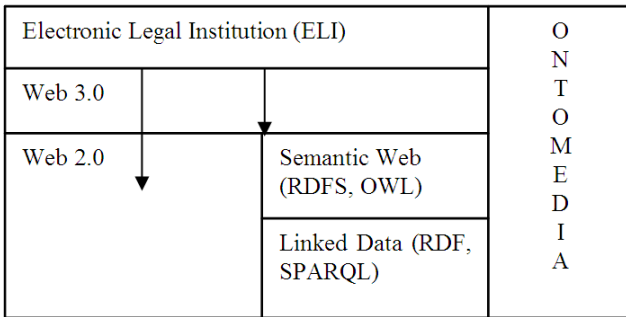 Electronic Legal Institution (ELI)
Web 3.0
Web 2.0
Semantic Web
(RDFS, OWL)
Linked Data (RDF,
SPARQL)
O
N
T
O
M
E
D
I
A